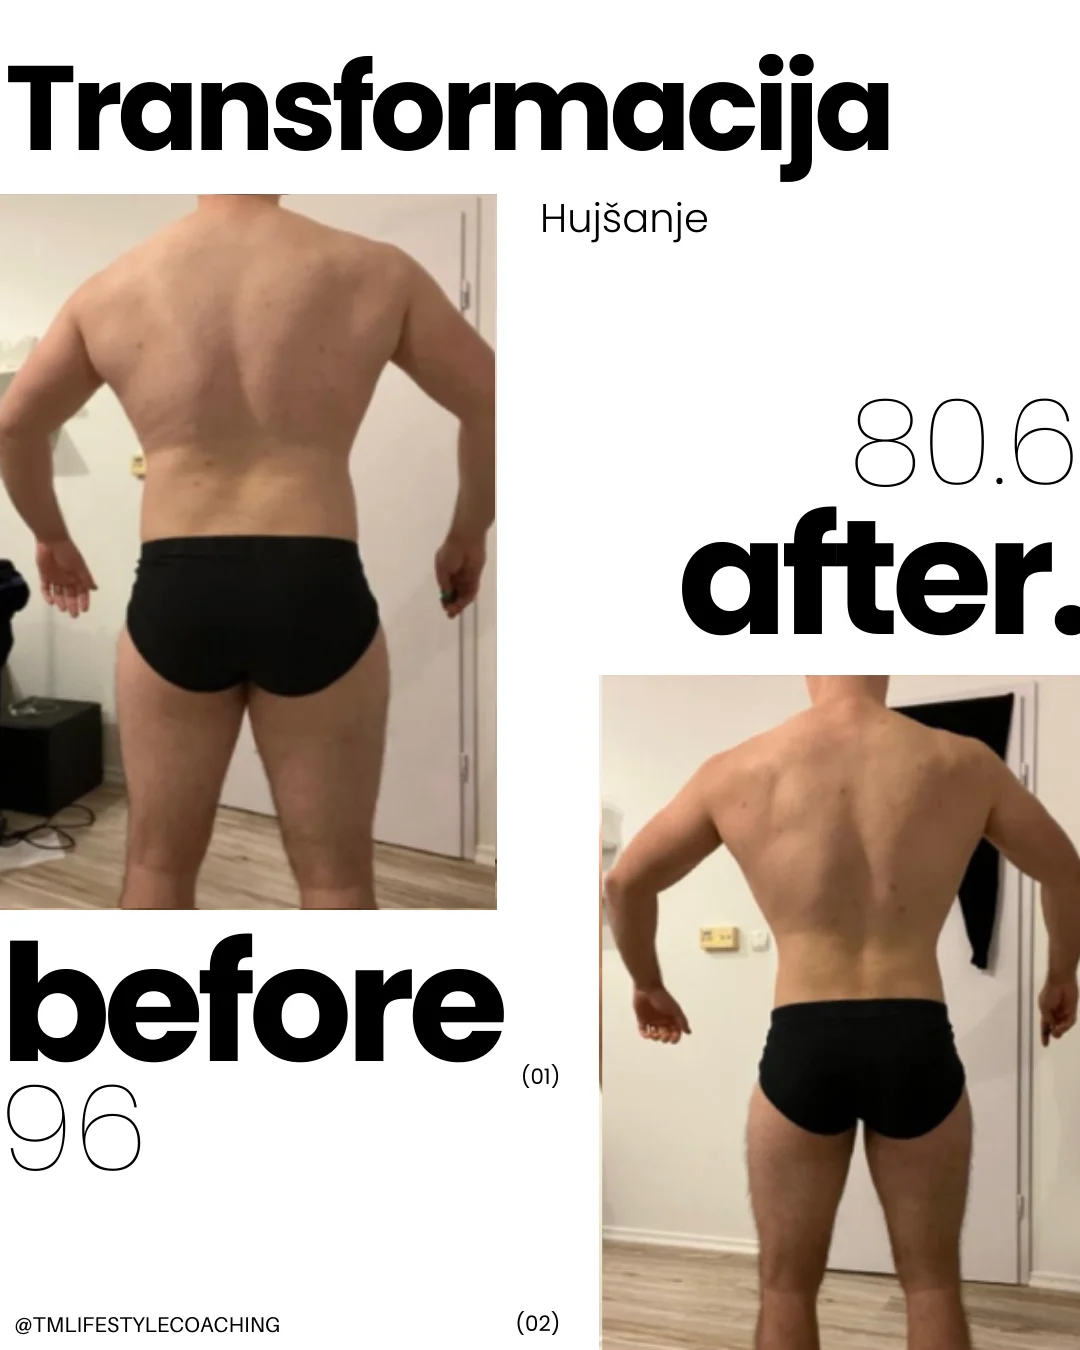 Transformacija
Hujšanje
80.6
after.
before
96
(01)
@TMLIFESTYLECOACHING
(02)